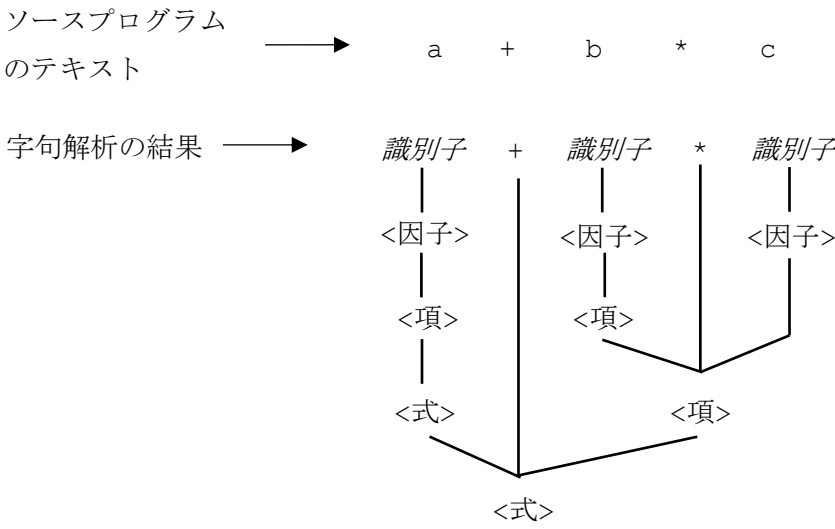 ソースプログラム
のテキスト
a + b * c
字句解析の結果
識別子 + 識別子 * 識別子
<因子> <因子> <因子>
<項> <項>
<式> <項>
<式>